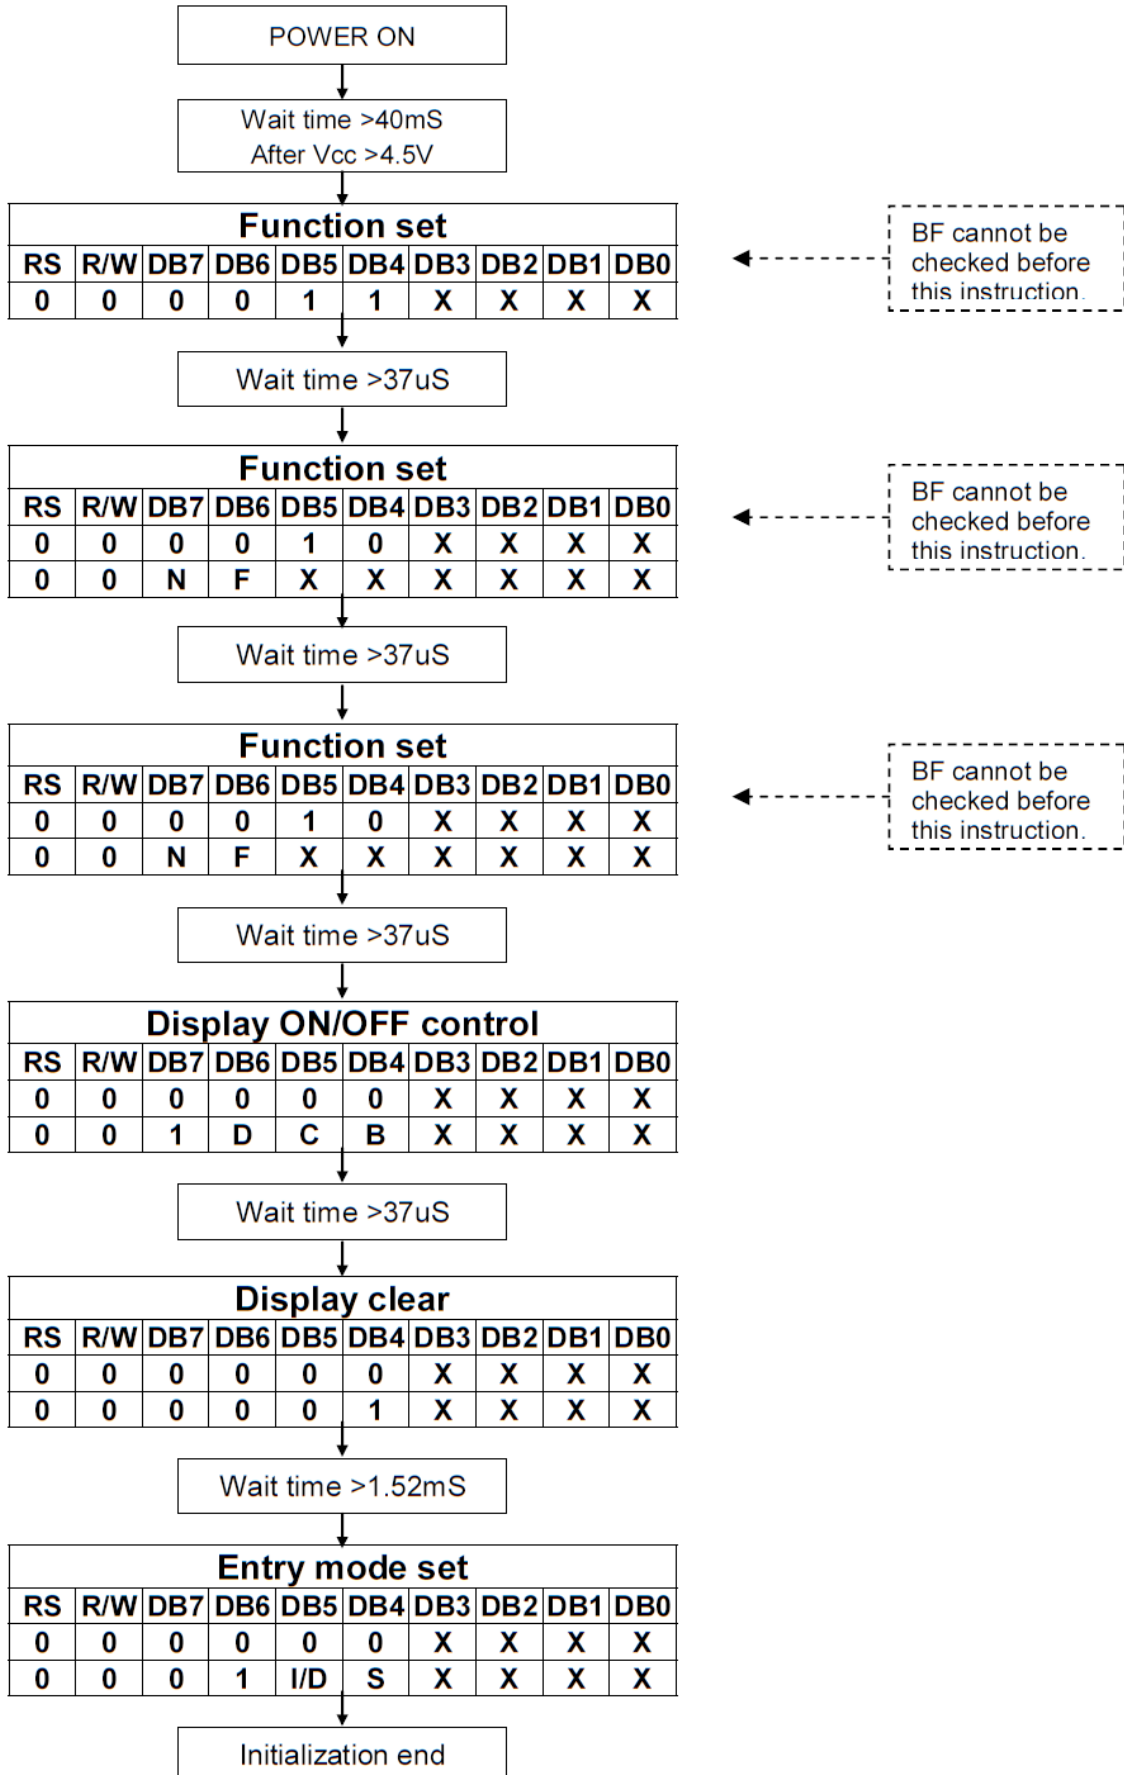 POWER ON
Wait time >40mS
After Vcc >4.5V
Function set
RS R/W DB7 DB6 DB5 DB4 DB3 DB2 DB1 DB0
0 0 0 0 1 1 X X X X
BF cannot be
checked before
this instruction.
Wait time >37uS
Function set
RS R/W DB7 DB6 DB5 DB4 DB3 DB2 DB1 DB0
0 0 0 0 1 0 X X X X
0 0 N F X X X X X X
BF cannot be
checked before
this instruction.
Wait time >37uS
Function set
RS R/W DB7 DB6 DB5 DB4 DB3 DB2 DB1 DB0
0 0 0 0 1 0 X X X X
0 0 N F X X X X X X
BF cannot be
checked before
this instruction.
Wait time >37uS
Display ON/OFF control
RS R/W DB7 DB6 DB5 DB4 DB3 DB2 DB1 DB0
0 0 0 0 0 0 X X X X
0 0 1 D C B X X X X
Wait time >37uS
Display clear
RS R/W DB7 DB6 DB5 DB4 DB3 DB2 DB1 DB0
0 0 0 0 0 0 X X X X
0 0 0 0 0 1 X X X X
Wait time >1.52mS
Entry mode set
RS R/W DB7 DB6 DB5 DB4 DB3 DB2 DB1 DB0
0 0 0 0 0 0 X X X X
0 0 0 1 I/D S X X X X
Initialization end